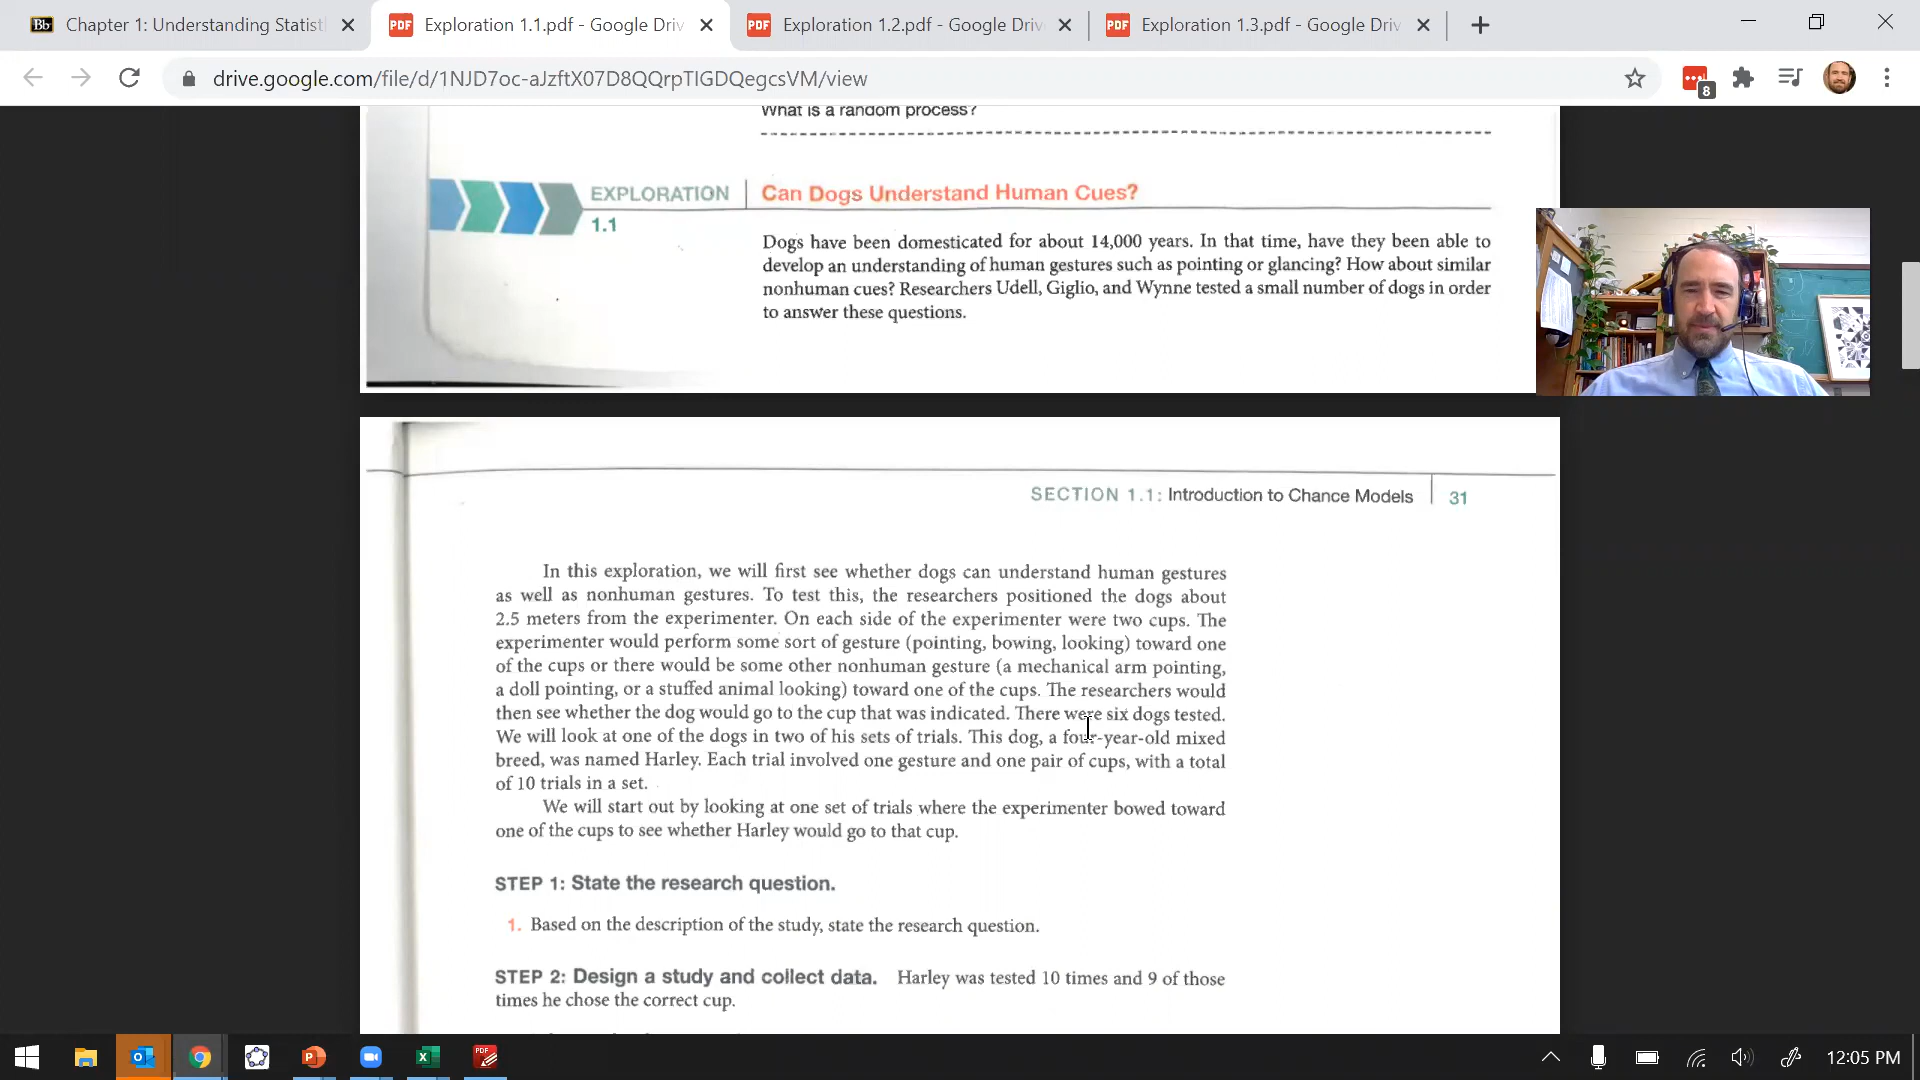 Chapter 1: Understanding Statisti
Exploration 1.1.pdf - Google Driv
Exploration 1.2.pdf - Google Driv
Exploration 1.3.pdf - Google Driv
drive.google.com/file/d/1NJD7oc-aJzftX07D8QQrpTIGDQegcsVM/view
8
What is a random process?
EXPLORATION
1.1
Can Dogs Understand Human Cues?
Dogs have been domesticated for about 14,000 years. In that time, have they been able to
develop an understanding of human gestures such as pointing or glancing? How about similar
nonhuman cues? Researchers Udell, Giglio, and Wynne tested a small number of dogs in order
to answer these questions.
SECTION 1.1: Introduction to Chance Models 31
In this exploration, we will first see whether dogs can understand human gestures
as well as nonhuman gestures. To test this, the researchers positioned the dogs about
2.5 meters from the experimenter. On each side of the experimenter were two cups. The
experimenter would perform some sort of gesture (pointing, bowing, looking) toward one
of the cups or there would be some other nonhuman gesture (a mechanical arm pointing,
a doll pointing, or a stuffed animal looking) toward one of the cups. The researchers would
then see whether the dog would go to the cup that was indicated. There were six dogs tested.
We will look at one of the dogs in two of his sets of trials. This dog, a four-year-old mixed
breed, was named Harley. Each trial involved one gesture and one pair of cups, with a total
of 10 trials in a set.
We will start out by looking at one set of trials where the experimenter bowed toward
one of the cups to see whether Harley would go to that cup.
STEP 1: State the research question.
1. Based on the description of the study, state the research question.
STEP 2: Design a study and collect data. Harley was tested 10 times and 9 of those
times he chose the correct cup.
12:05 PM